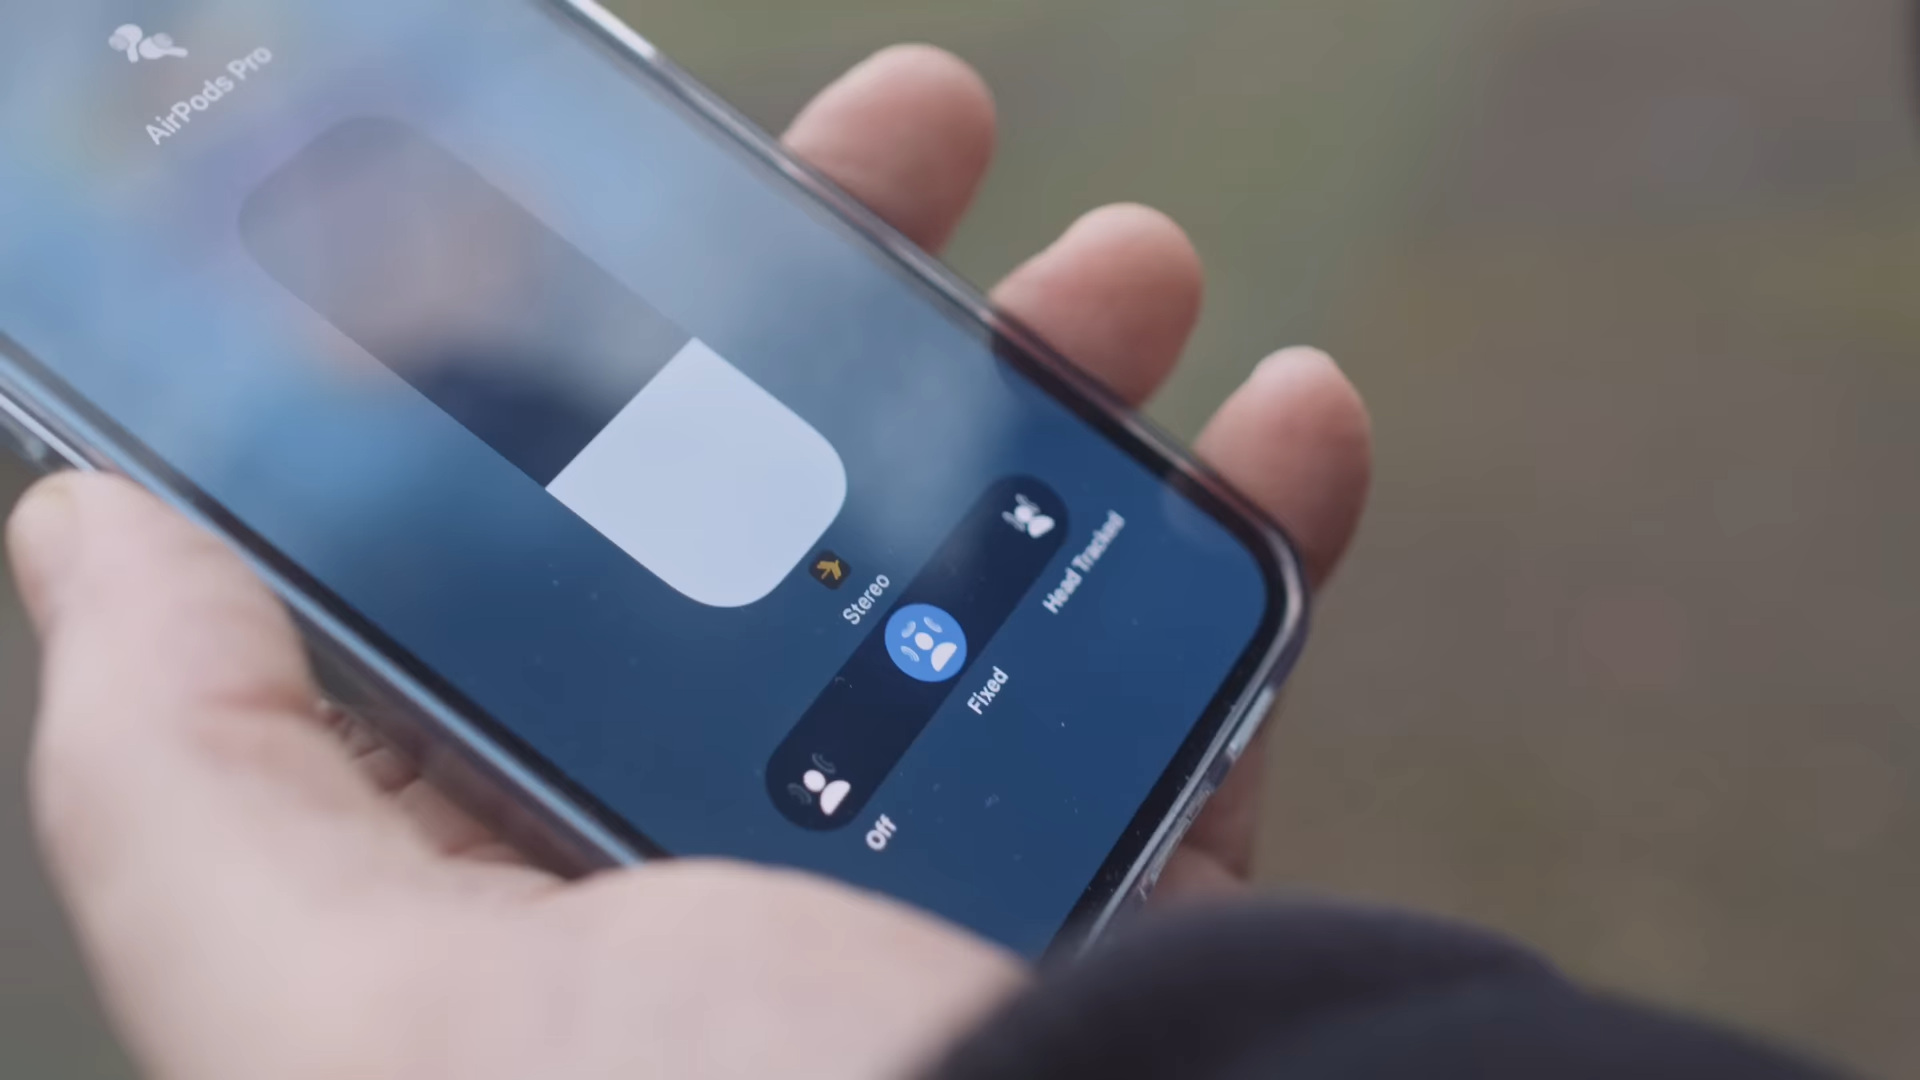 AirPods Pro
Stereo
Off
Fixed
Head Tracked